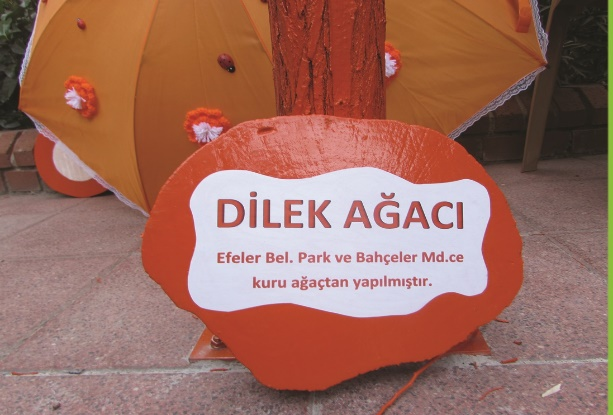 DİLEK AĞACI
Efeler Bel. Park ve Bahçeler Md.ce
kuru ağaçtan yapılmıştır.